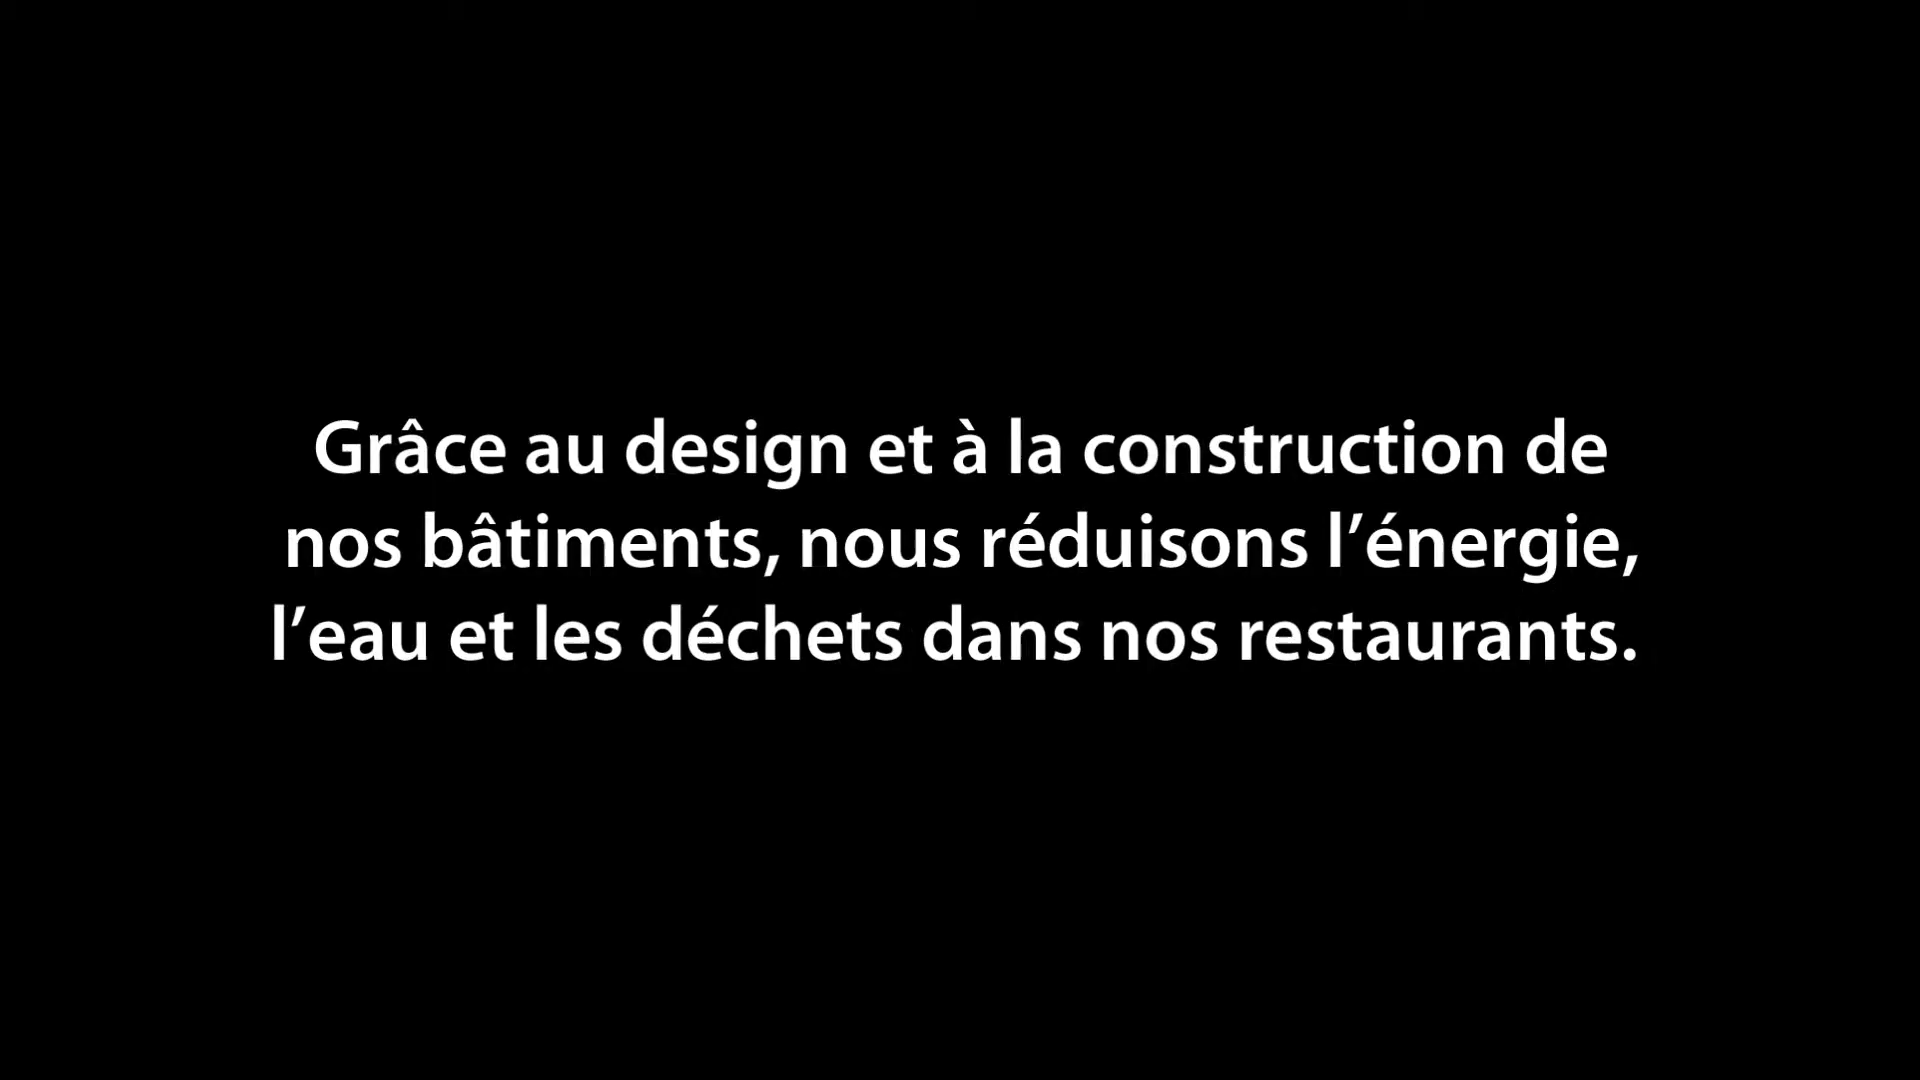 Grâce au design et à la construction de
nos bâtiments, nous réduisons l’énergie,
l’eau et les déchets dans nos restaurants.